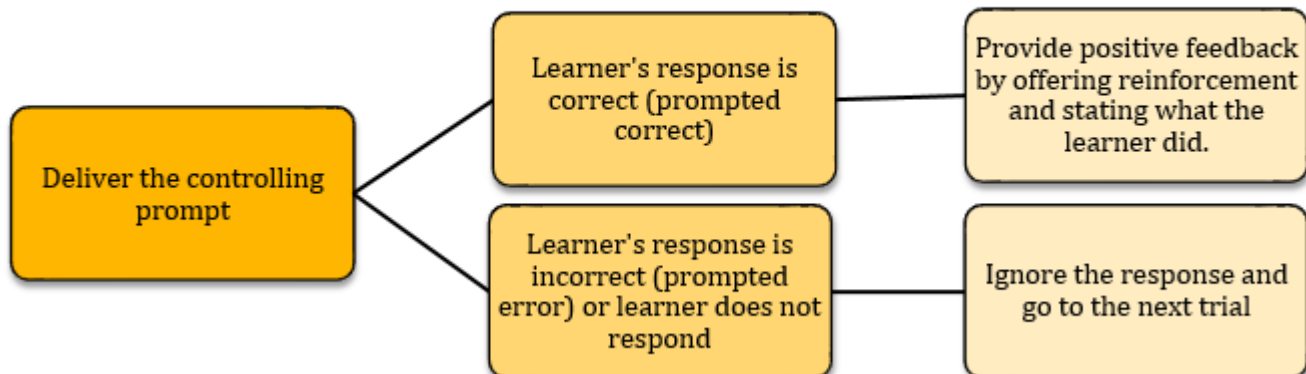 Deliver the controlling
prompt
Learner's response is
correct (prompted
correct)
Provide positive feedback
by offering reinforcement
and stating what the
learner did.
Learner's response is
incorrect (prompted
error) or learner does not
respond
Ignore the response and
go to the next trial